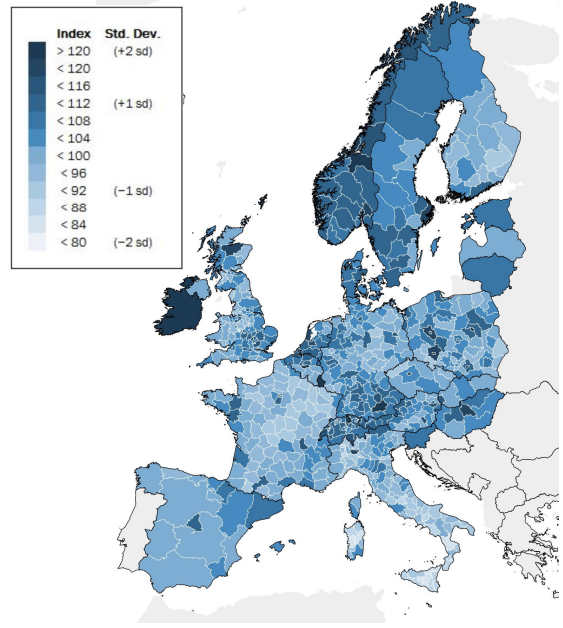 Index Std. Dev.
> 120 (+2 sd)
< 120
< 116
< 112 (+1 sd)
< 108
< 104
< 100
< 96
< 92 (−1 sd)
< 88
< 84
< 80 (−2 sd)